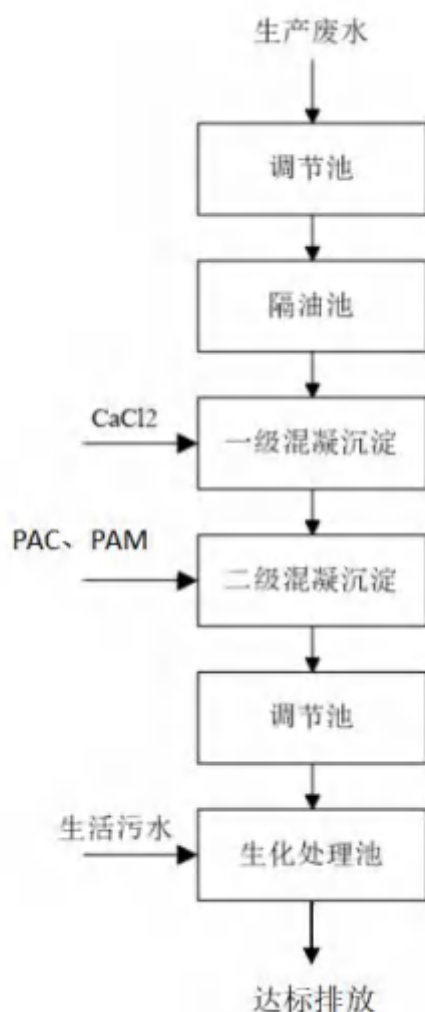 生产废水
调节池
隔油池
CaCl2
一级混凝沉淀
PAC、PAM
二级混凝沉淀
调节池
生活污水
生化处理池
达标排放